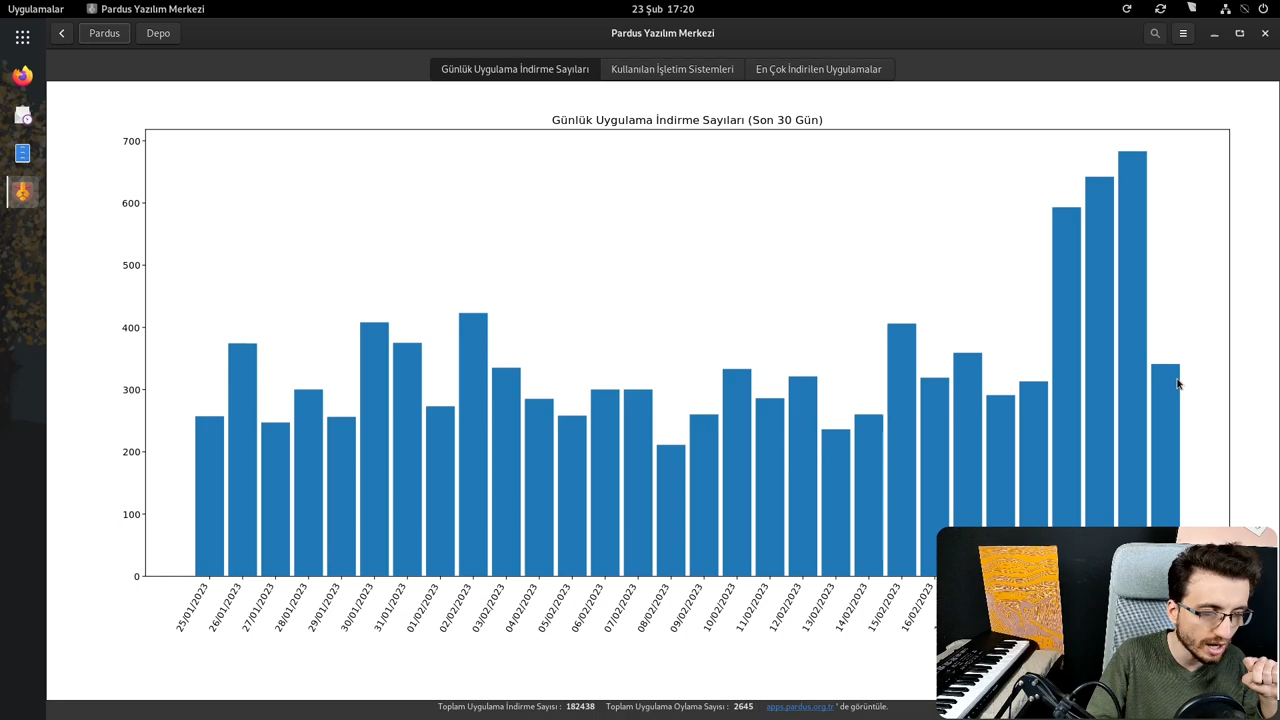 Uygulamalar
Pardus Yazılım Merkezi
23 Şub 17:20
Pardus
Depo
Pardus Yazılım Merkezi
Günlük Uygulama İndirme Sayıları
Kullanılan İşletim Sistemleri
En Çok İndirilen Uygulamalar
Günlük Uygulama İndirme Sayıları (Son 30 Gün)
700
600
500
400
300
200
100
0
25/01/2023
26/01/2023
27/01/2023
28/01/2023
29/01/2023
30/01/2023
31/01/2023
01/02/2023
02/02/2023
03/02/2023
04/02/2023
05/02/2023
06/02/2023
07/02/2023
08/02/2023
09/02/2023
10/02/2023
11/02/2023
12/02/2023
13/02/2023
14/02/2023
15/02/2023
16/02/2023
Toplam Uygulama İndirme Sayısı : 182438
Toplam Uygulama Oylama Sayısı : 2645
apps.pardus.org.tr ' de görüntüle.